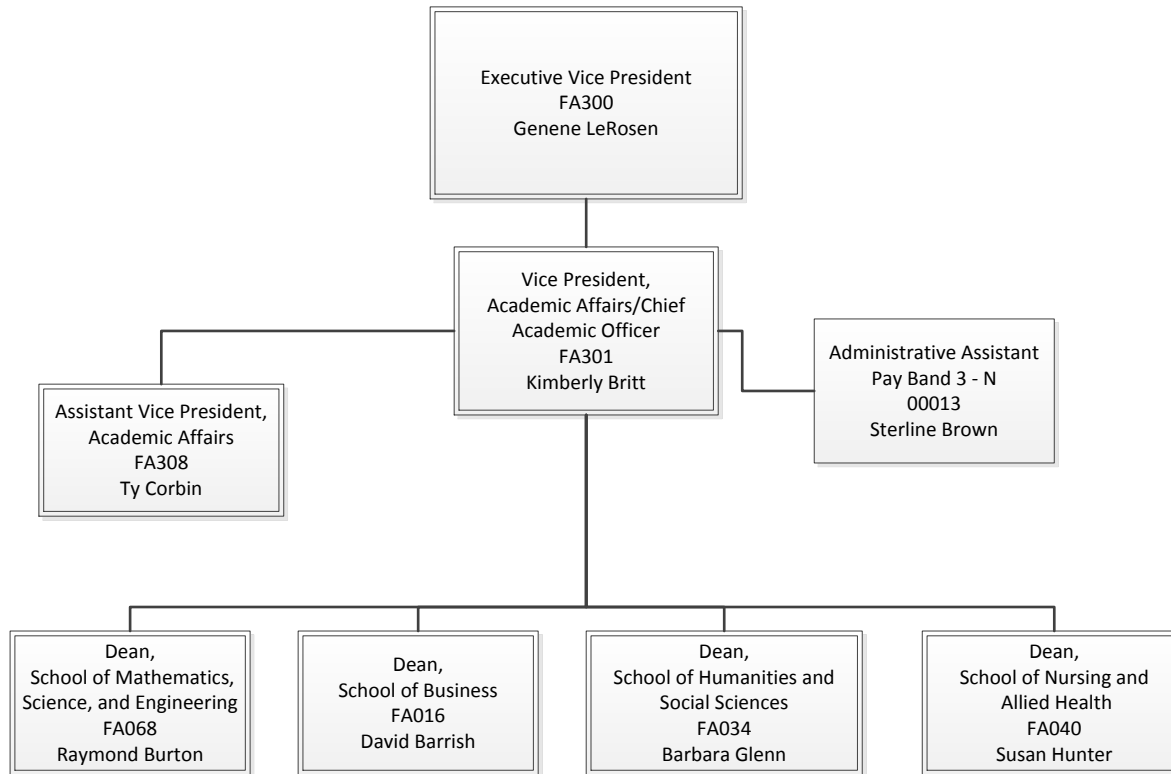 Executive Vice President
FA300
Genene LeRosen
Vice President,
Academic Affairs/Chief
Academic Officer
FA301
Kimberly Britt
Administrative Assistant
Pay Band 3 - N
00013
Sterline Brown
Assistant Vice President,
Academic Affairs
FA308
Ty Corbin
Dean,
School of Mathematics,
Science, and Engineering
FA068
Raymond Burton
Dean,
School of Business
FA016
David Barrish
Dean,
School of Humanities and
Social Sciences
FA034
Barbara Glenn
Dean,
School of Nursing and
Allied Health
FA040
Susan Hunter